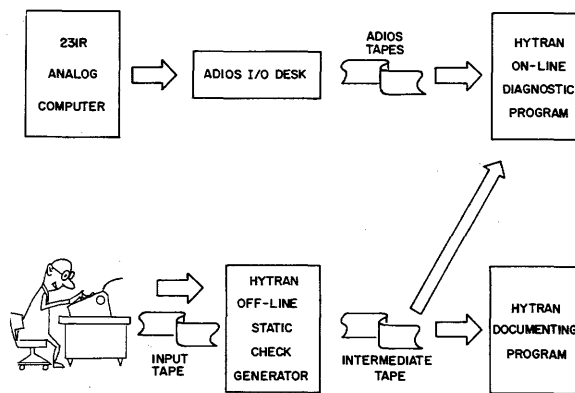 231R
ANALOG
COMPUTER
ADIOS I/O DESK
ADIOS
TAPES
HYTRAN
ON-LINE
DIAGNOSTIC
PROGRAM
INPUT
TAPE
HYTRAN
OFF-LINE
STATIC
CHECK
GENERATOR
INTERMEDIATE
TAPE
HYTRAN
DOCUMENTING
PROGRAM